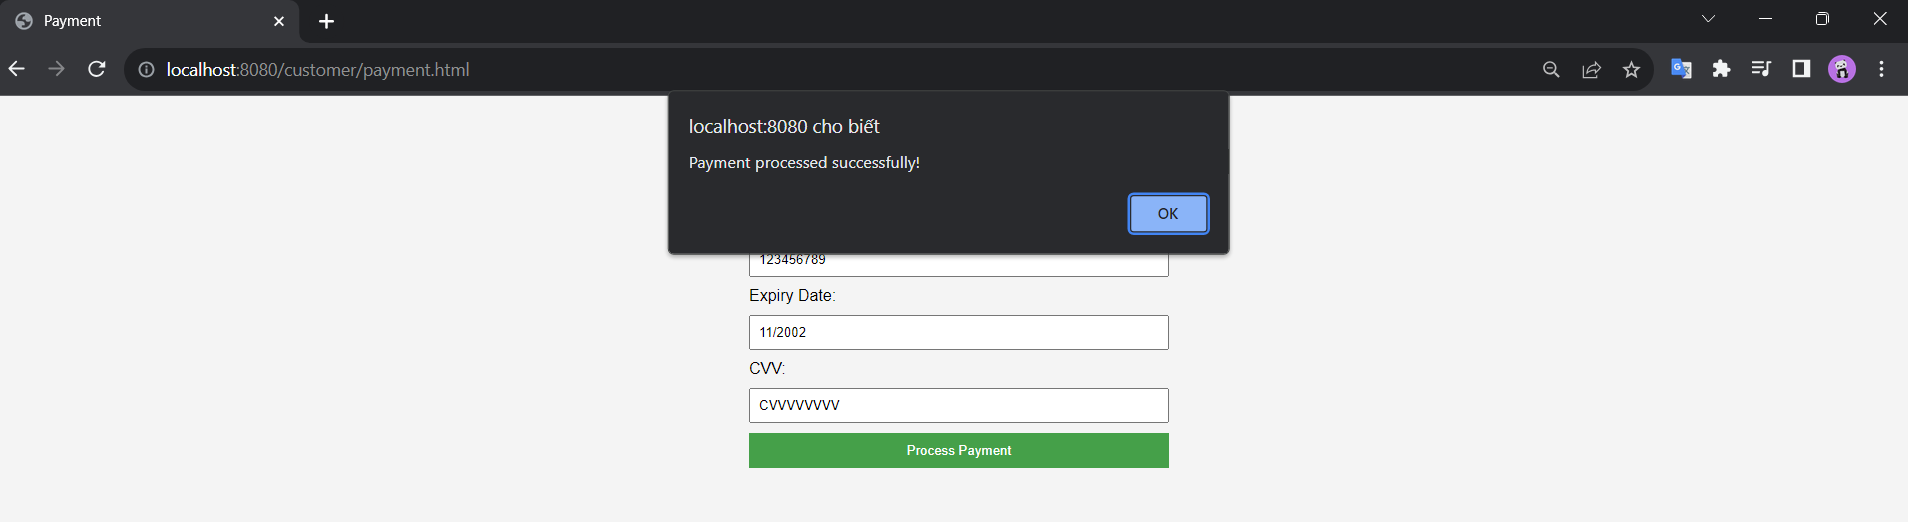 Payment
localhost:8080/customer/payment.html
localhost:8080 cho biết
Payment processed successfully!
OK
123456789
Expiry Date:
11/2002
CVV:
CVVVVVVVV
Process Payment